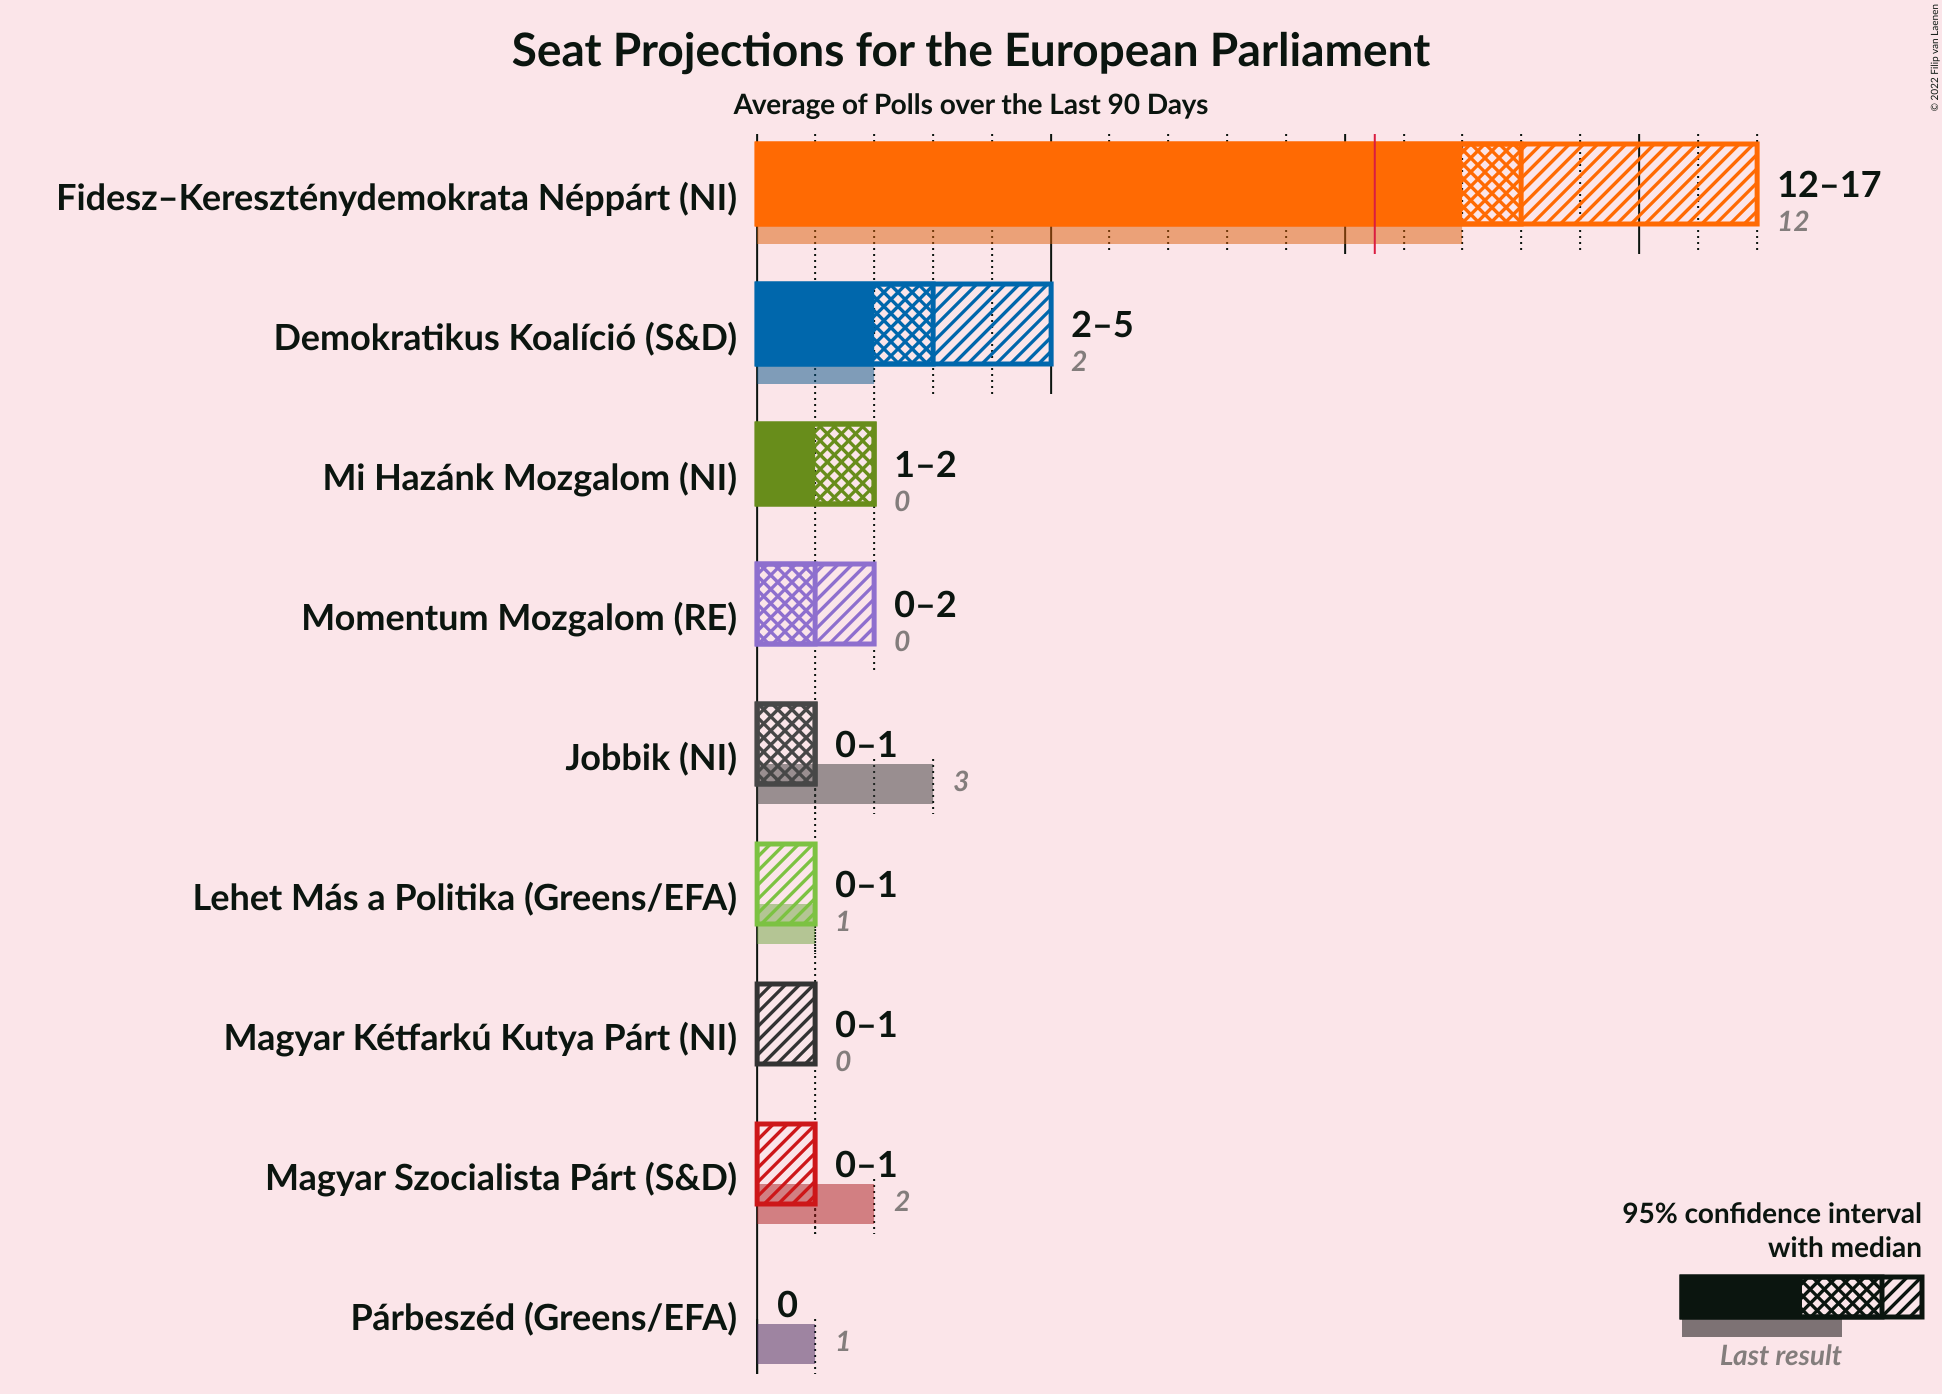 Seat Projections for the European Parliament
Average of Polls over the Last 90 Days
© 2022 Filip van Laenen
Fidesz–Kereszténydemokrata Néppárt (NI)
12–17
12
Demokratikus Koalíció (S&D)
2–5
2
Mi Hazánk Mozgalom (NI)
1–2
0
Momentum Mozgalom (RE)
0–2
0
Jobbik (NI)
0–1
3
Lehet Más a Politika (Greens/EFA)
0–1
1
Magyar Kétfarkú Kutya Párt (NI)
0–1
0
Magyar Szocialista Párt (S&D)
0–1
2
Párbeszéd (Greens/EFA)
0
1
95% confidence interval
with median
Last result